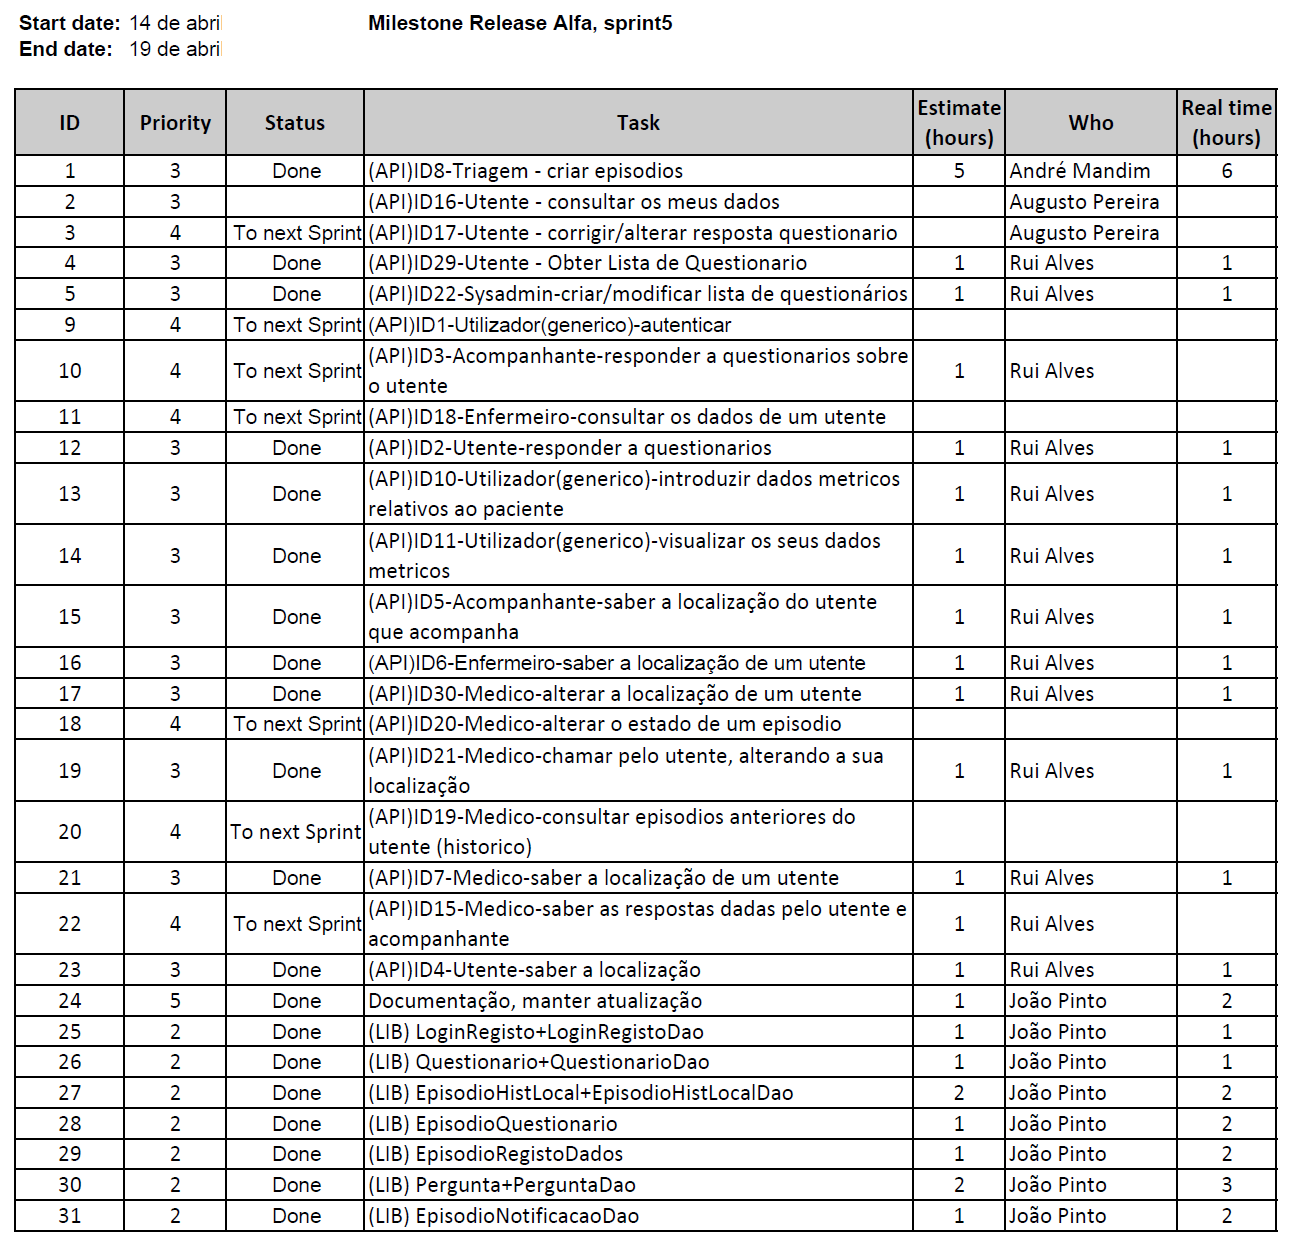 Start date: 14 de abril Milestone Release Alfa, sprint5
End date: 19 de abril
ID Priority Status Task Estimate (hours) Who Real time (hours)
1 3 Done (API)ID8-Triagem - criar episodios 5 André Mandim 6
2 3 (API)ID16-Utente - consultar os meus dados Augusto Pereira
3 4 To next Sprint (API)ID17-Utente - corrigir/alterar resposta questionario Augusto Pereira
4 3 Done (API)ID29-Utente - Obter Lista de Questionario 1 Rui Alves 1
5 3 Done (API)ID22-Sysadmin-criar/modificar lista de questionários 1 Rui Alves 1
9 4 To next Sprint (API)ID1-Utilizador(generico)-autenticar
10 4 To next Sprint (API)ID3-Acompanhante-responder a questionarios sobre o utente 1 Rui Alves
11 4 To next Sprint (API)ID18-Enfermeiro-consultar os dados de um utente
12 3 Done (API)ID2-Utente-responder a questionarios 1 Rui Alves 1
13 3 Done (API)ID10-Utilizador(generico)-introduzir dados metricos relativos ao paciente 1 Rui Alves 1
14 3 Done (API)ID11-Utilizador(generico)-visualizar os seus dados metricos 1 Rui Alves 1
15 3 Done (API)ID5-Acompanhante-saber a localização do utente que acompanha 1 Rui Alves 1
16 3 Done (API)ID6-Enfermeiro-saber a localização de um utente 1 Rui Alves 1
17 3 Done (API)ID30-Medico-alterar a localização de um utente 1 Rui Alves 1
18 4 To next Sprint (API)ID20-Medico-alterar o estado de um episodio
19 3 Done (API)ID21-Medico-chamar pelo utente, alterando a sua localização 1 Rui Alves 1
20 4 To next Sprint (API)ID19-Medico-consultar episodios anteriores do utente (historico)
21 3 Done (API)ID7-Medico-saber a localização de um utente 1 Rui Alves 1
22 4 To next Sprint (API)ID15-Medico-saber as respostas dadas pelo utente e acompanhante 1 Rui Alves
23 3 Done (API)ID4-Utente-saber a localização 1 Rui Alves 1
24 5 Done Documentação, manter atualização 1 João Pinto 2
25 2 Done (LIB) LoginRegisto+LoginRegistoDao 1 João Pinto 1
26 2 Done (LIB) Questionario+QuestionarioDao 1 João Pinto 1
27 2 Done (LIB) EpisodioHistLocal+EpisodioHistLocalDao 2 João Pinto 2
28 2 Done (LIB) EpisodioQuestionario 1 João Pinto 2
29 2 Done (LIB) EpisodioRegistoDados 1 João Pinto 2
30 2 Done (LIB) Pergunta+PerguntaDao 2 João Pinto 3
31 2 Done (LIB) EpisodioNotificacaoDao 1 João Pinto 2